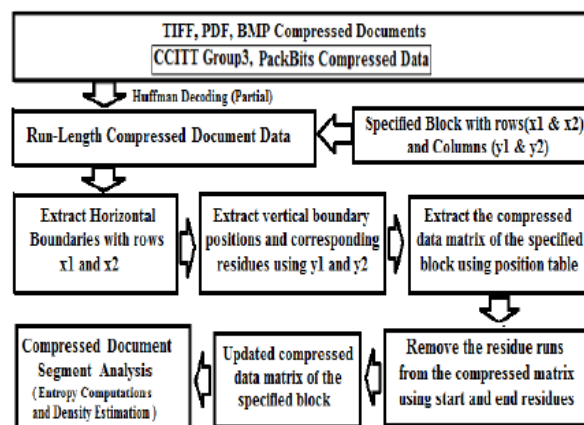 TIFF, PDF, BMP Compressed Documents
CCITT Group3, PackBits Compressed Data
Huffman Decoding (Partial)
Run-Length Compressed Document Data
Specified Block with rows(x1 & x2)
and Columns (y1 & y2)
Extract Horizontal
Boundaries with rows
x1 and x2
Extract vertical boundary
positions and corresponding
residues using y1 and y2
Extract the compressed
data matrix of the specified
block using position table
Compressed Document
Segment Analysis
(Entropy Computations
and Density Estimation )
Updated compressed
data matrix of the
specified block
Remove the residue runs
from the compressed matrix
using start and end residues